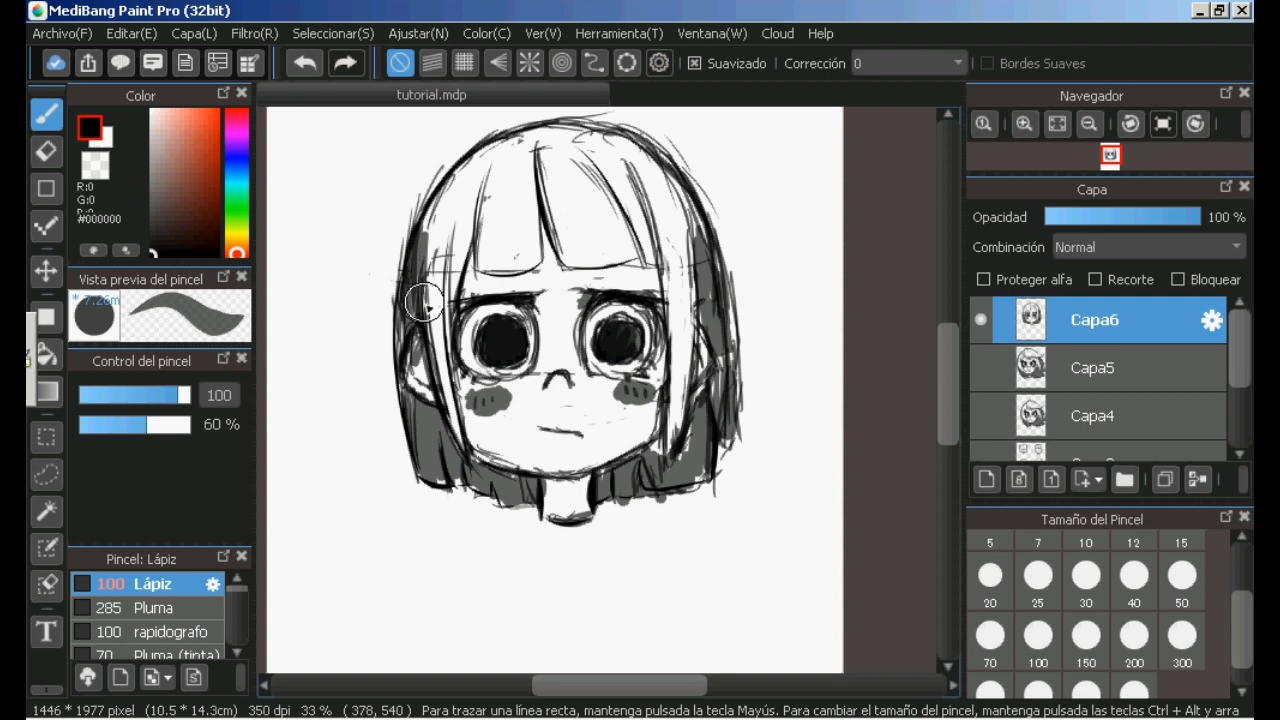 MediBang Paint Pro (32bit)
Archivo(F) Editar(E) Capa(L) Filtro(R) Seleccionar(S) Ajustar(N) Color(C) Ver(V) Herramienta(T) Ventana(W) Cloud Help
Suavizado Corrección 0 Bordes Suaves
Color
tutorial.mdp
Navegador
R:0
G:0
#000000
Capa
Opacidad 100 %
Combinación Normal
Proteger alfa Recorte Bloquear
Vista previa del pincel
* 7.26m
Capa6
Control del pincel
Capa5
100
60 %
Capa4
Tamaño del Pincel
5 7 10 12 15
20 25 30 40 50
70 100 150 200 300
Pincel: Lápiz
100 Lápiz
285 Pluma
100 rapidografo
70 Pluma (tinta)
T
1446 * 1977 pixel (10.5 * 14.3cm) 350 dpi 33 % ( 378, 540 ) Para trazar una línea recta, mantenga pulsada la tecla Mayús. Para cambiar el tamaño del pincel, mantenga pulsadas las teclas Ctrl + Alt y arra